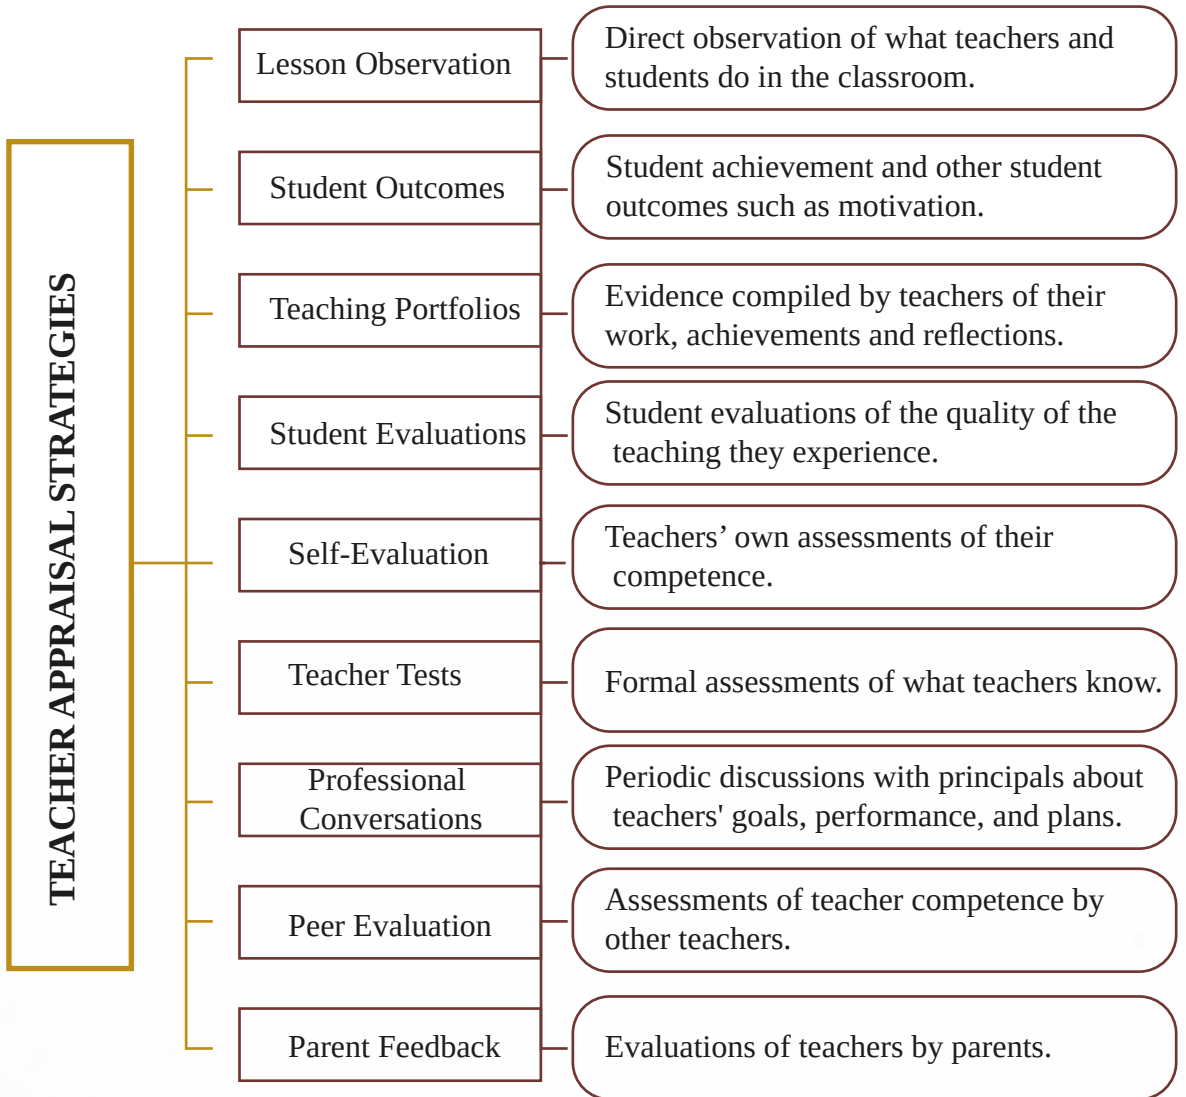 TEACHER APPRAISAL STRATEGIES
Lesson Observation
Direct observation of what teachers and
students do in the classroom.
Student Outcomes
Student achievement and other student
outcomes such as motivation.
Teaching Portfolios
Evidence compiled by teachers of their
work, achievements and reflections.
Student Evaluations
Student evaluations of the quality of the
teaching they experience.
Self-Evaluation
Teachers’ own assessments of their
competence.
Teacher Tests
Formal assessments of what teachers know.
Professional
Conversations
Periodic discussions with principals about
teachers' goals, performance, and plans.
Peer Evaluation
Assessments of teacher competence by
other teachers.
Parent Feedback
Evaluations of teachers by parents.